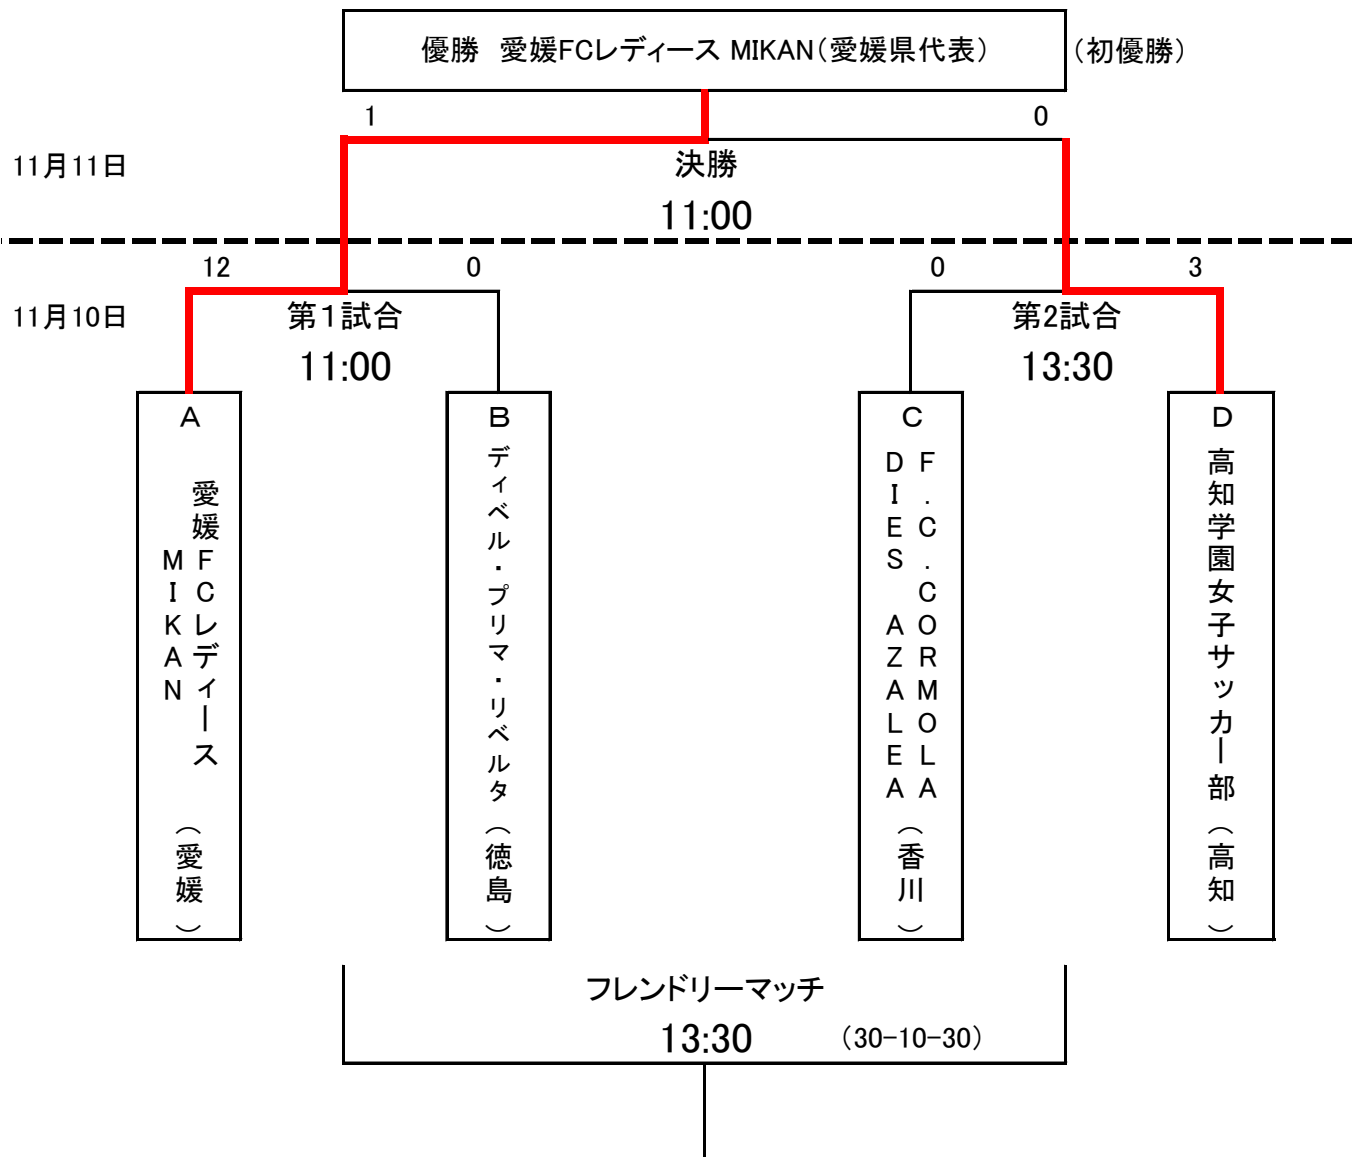 優勝　愛媛FCレディース MIKAN（愛媛県代表）
（初優勝）
1
0
11月11日
決勝
11:00
12
0
0
3
11月10日
第１試合
11:00
第2試合
13:30
A
愛媛FCレディース
MIKAN
（愛媛）
B
ディベル・プリマ・リベルタ（徳島）
C
F.C.CORMOLA
DIES AZALEA
（香川）
D
高知学園女子サッカー部（高知）
フレンドリーマッチ
13:30
（30-10-30）